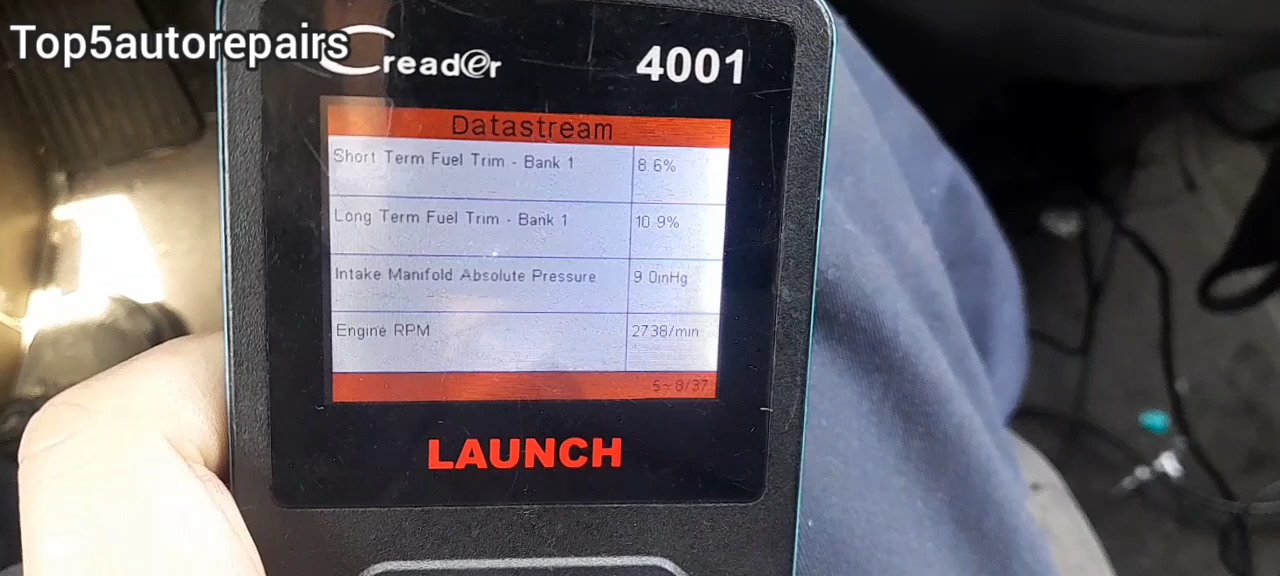 Top5autorepairs
Creader 4001
Datastream
Short Term Fuel Trim - Bank 1 8.6%
Long Term Fuel Trim - Bank 1 10.9%
Intake Manifold Absolute Pressure 9.0inHg
Engine RPM 2738/min
5~8/37
LAUNCH